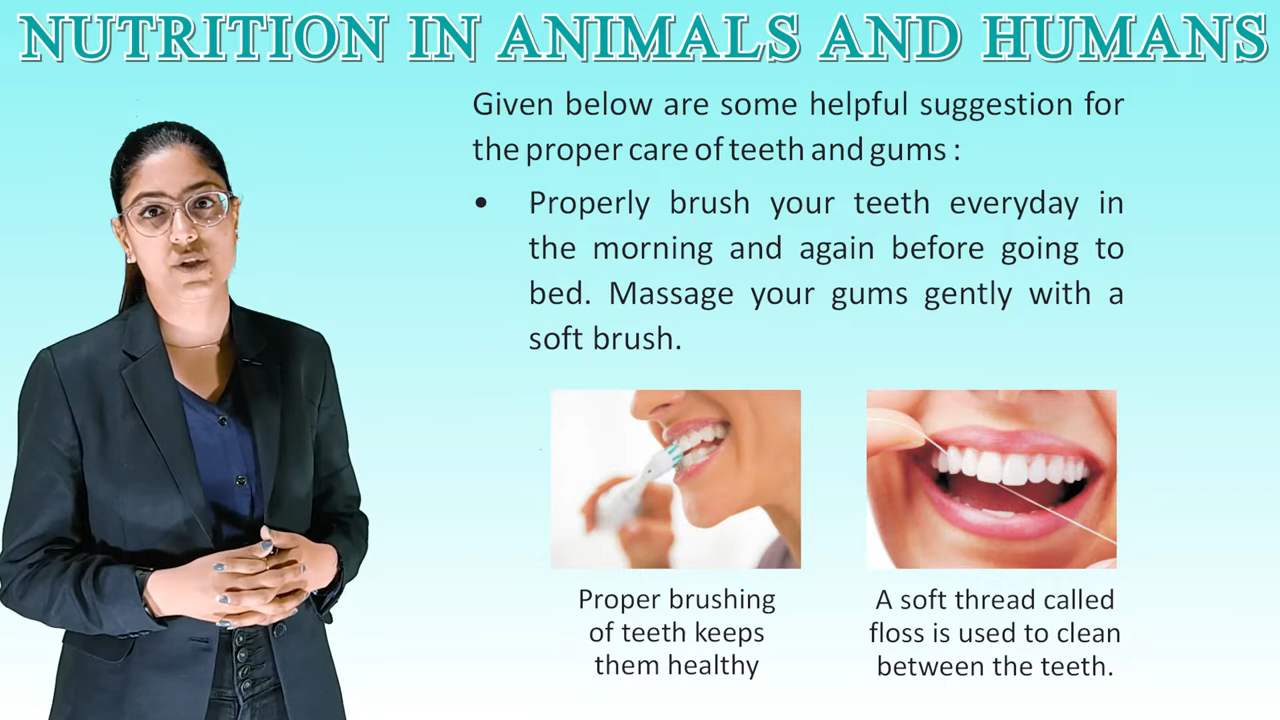 NUTRITION IN ANIMALS AND HUMANS
Given below are some helpful suggestion for
the proper care of teeth and gums :
• Properly brush your teeth everyday in
the morning and again before going to
bed. Massage your gums gently with a
soft brush.
Proper brushing
of teeth keeps
them healthy
A soft thread called
floss is used to clean
between the teeth.